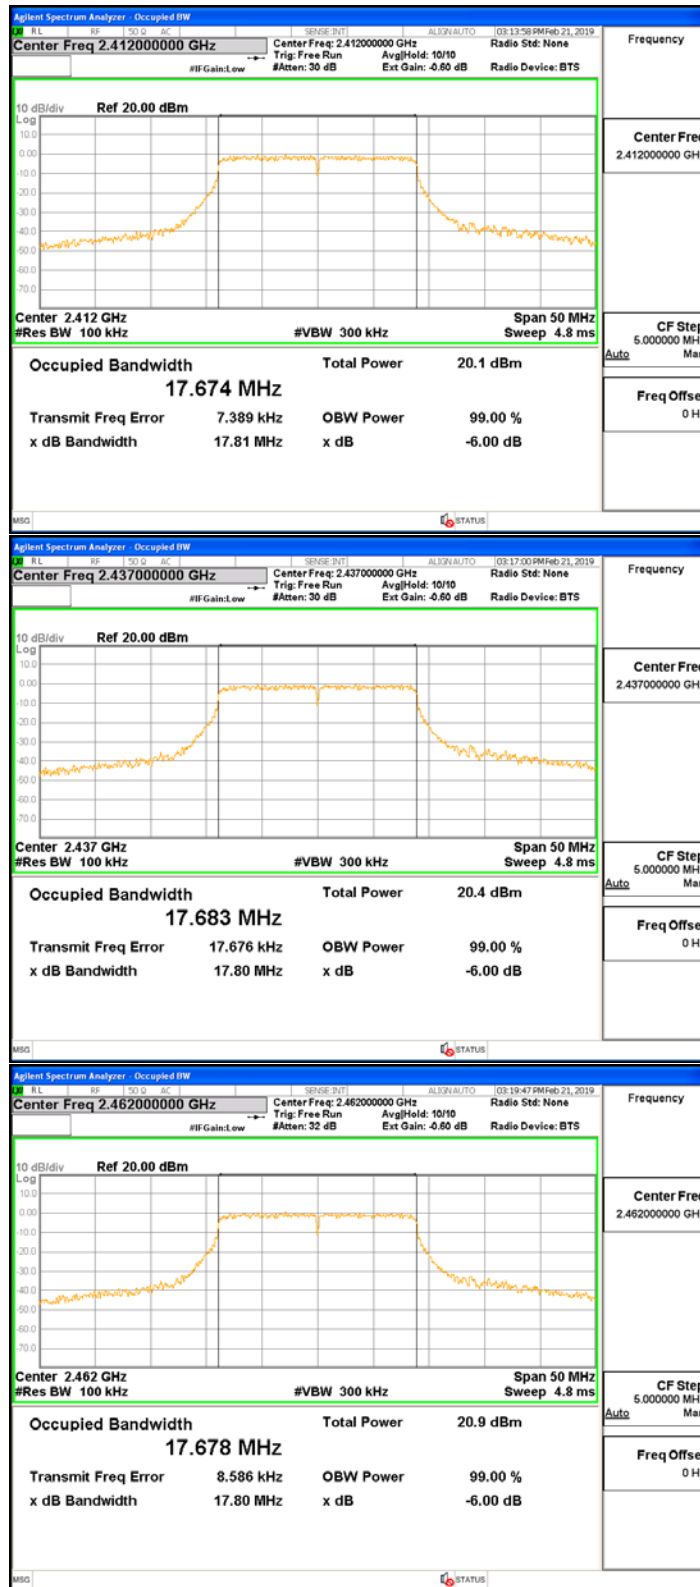 Agilent Spectrum Analyzer - Occupied BW
RL RF 50 Ω AC SENSE:INT ALIGN AUTO 03:13:58 PM Feb 21, 2019
Center Freq 2.412000000 GHz Center Freq: 2.412000000 GHz Radio Std: None Frequency
Trig: Free Run Avg|Hold: 10/10
#IFGain:Low #Atten: 30 dB Ext Gain: -0.60 dB Radio Device: BTS
10 dB/div Ref 20.00 dBm
Log
10.0
0.00
-10.0
-20.0
-30.0
-40.0
-50.0
-60.0
-70.0
Center Fre
2.412000000 GH
Center 2.412 GHz Span 50 MHz
#Res BW 100 kHz #VBW 300 kHz Sweep 4.8 ms
CF Step
5.000000 MH
Auto Ma
Occupied Bandwidth Total Power 20.1 dBm
17.674 MHz
Transmit Freq Error 7.389 kHz OBW Power 99.00 %
x dB Bandwidth 17.81 MHz x dB -6.00 dB
Freq Offse
0 H
MSG STATUS
Agilent Spectrum Analyzer - Occupied BW
RL RF 50 Ω AC SENSE:INT ALIGN AUTO 03:17:00 PM Feb 21, 2019
Center Freq 2.437000000 GHz Center Freq: 2.437000000 GHz Radio Std: None Frequency
Trig: Free Run Avg|Hold: 10/10
#IFGain:Low #Atten: 30 dB Ext Gain: -0.60 dB Radio Device: BTS
10 dB/div Ref 20.00 dBm
Log
10.0
0.00
-10.0
-20.0
-30.0
-40.0
-50.0
-60.0
-70.0
Center Fre
2.437000000 GH
Center 2.437 GHz Span 50 MHz
#Res BW 100 kHz #VBW 300 kHz Sweep 4.8 ms
CF Step
5.000000 MH
Auto Ma
Occupied Bandwidth Total Power 20.4 dBm
17.683 MHz
Transmit Freq Error 17.676 kHz OBW Power 99.00 %
x dB Bandwidth 17.80 MHz x dB -6.00 dB
Freq Offse
0 H
MSG STATUS
Agilent Spectrum Analyzer - Occupied BW
RL RF 50 Ω AC SENSE:INT ALIGN AUTO 03:19:47 PM Feb 21, 2019
Center Freq 2.462000000 GHz Center Freq: 2.462000000 GHz Radio Std: None Frequency
Trig: Free Run Avg|Hold: 10/10
#IFGain:Low #Atten: 32 dB Ext Gain: -0.60 dB Radio Device: BTS
10 dB/div Ref 20.00 dBm
Log
10.0
0.00
-10.0
-20.0
-30.0
-40.0
-50.0
-60.0
-70.0
Center Fre
2.462000000 GH
Center 2.462 GHz Span 50 MHz
#Res BW 100 kHz #VBW 300 kHz Sweep 4.8 ms
CF Step
5.000000 MH
Auto Ma
Occupied Bandwidth Total Power 20.9 dBm
17.678 MHz
Transmit Freq Error 8.586 kHz OBW Power 99.00 %
x dB Bandwidth 17.80 MHz x dB -6.00 dB
Freq Offse
0 H
MSG STATUS